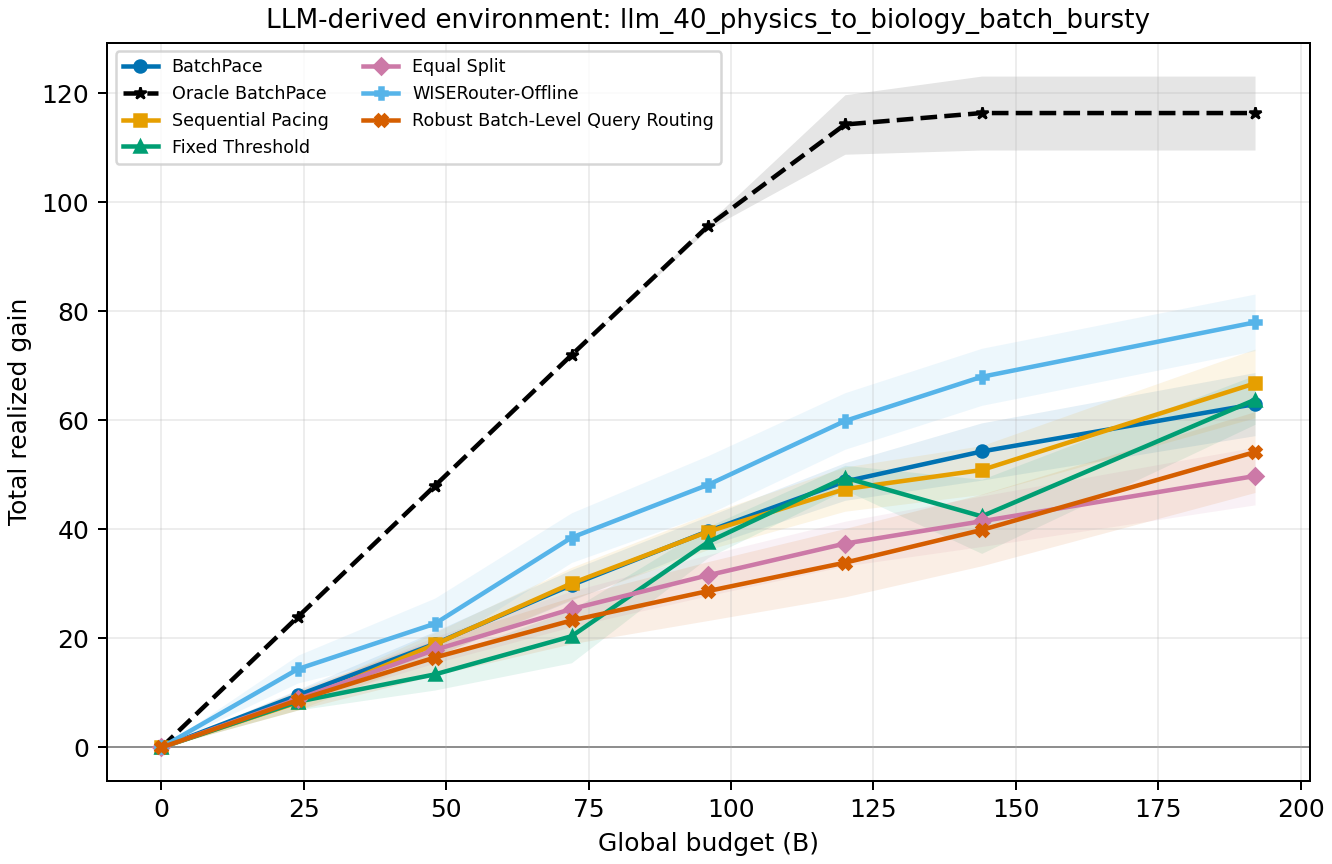 LLM-derived environment: llm_40_physics_to_biology_batch_bursty
BatchPace
Oracle BatchPace
Sequential Pacing
Fixed Threshold
Equal Split
WISERouter-Offline
Robust Batch-Level Query Routing
Total realized gain
120
100
80
60
40
20
0
0 25 50 75 100 125 150 175 200
Global budget (B)